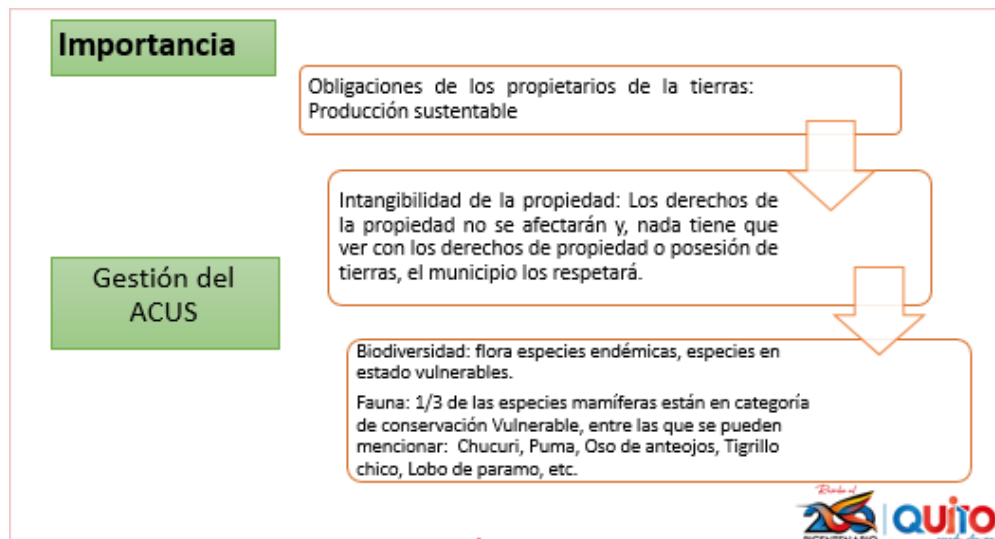 Importancia
Obligaciones de los propietarios de la tierras:
Producción sustentable
Intangibilidad de la propiedad: Los derechos de
la propiedad no se afectarán y, nada tiene que
ver con los derechos de propiedad o posesión de
tierras, el municipio los respetará.
Gestión del
ACUS
Biodiversidad: flora especies endémicas, especies en
estado vulnerables.
Fauna: 1/3 de las especies mamíferas están en categoría
de conservación Vulnerable, entre las que se pueden
mencionar: Chucuri, Puma, Oso de anteojos, Tigrillo
chico, Lobo de paramo, etc.
Rumbo al
200
BICENTENARIO
Quito